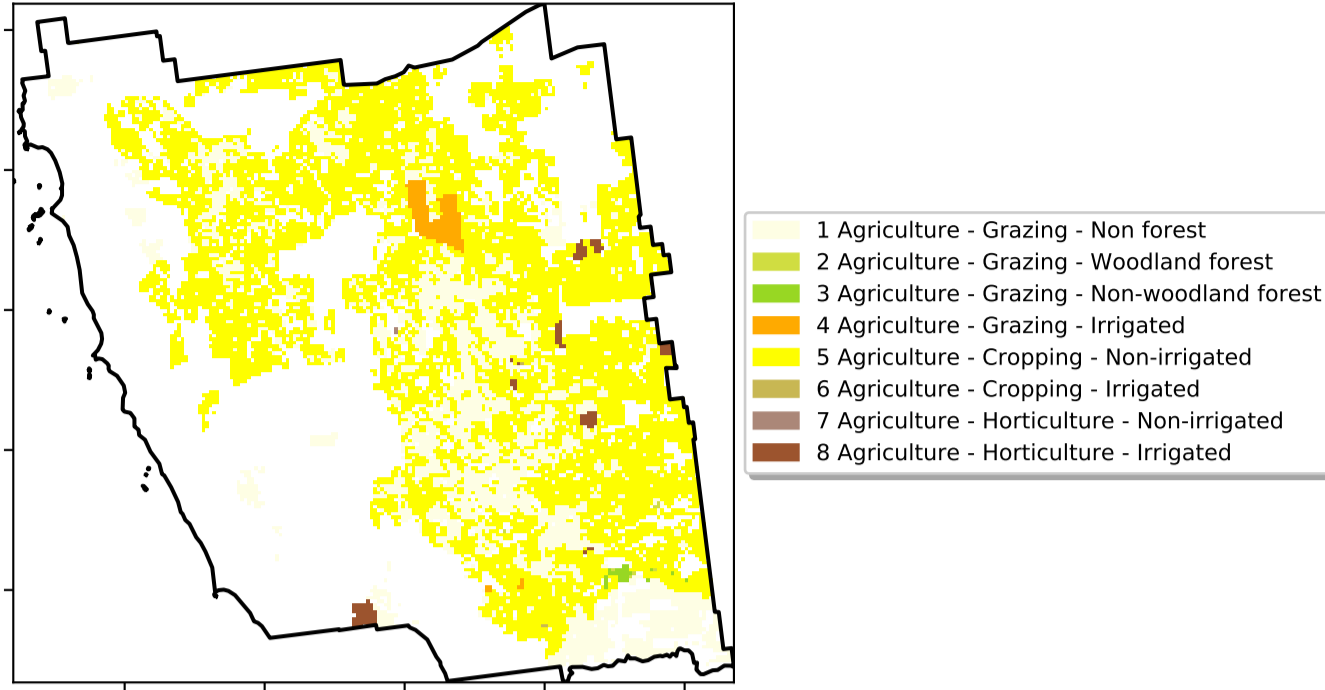 1 Agriculture - Grazing - Non forest
2 Agriculture - Grazing - Woodland forest
3 Agriculture - Grazing - Non-woodland forest
4 Agriculture - Grazing - Irrigated
5 Agriculture - Cropping - Non-irrigated
6 Agriculture - Cropping - Irrigated
7 Agriculture - Horticulture - Non-irrigated
8 Agriculture - Horticulture - Irrigated